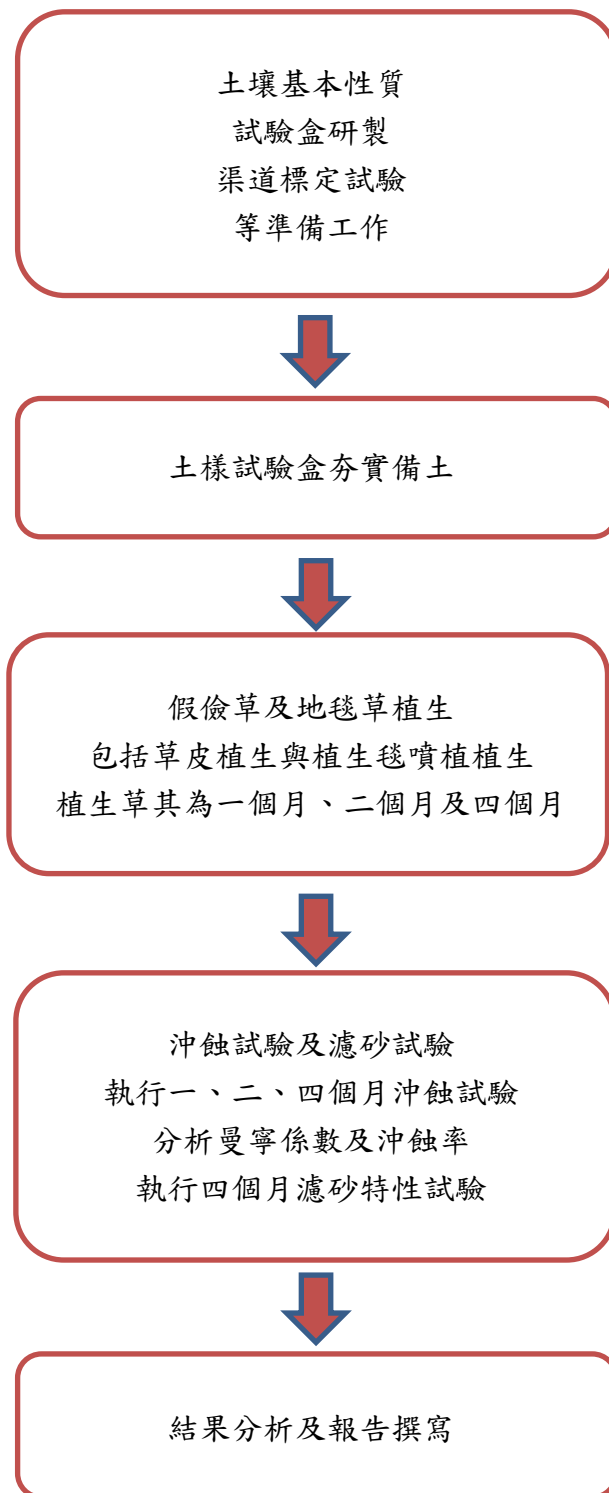 土壤基本性質
試驗盒研製
渠道標定試驗
等準備工作
土樣試驗盒夯實備土
假儉草及地毯草植生
包括草皮植生與植生毯噴植植生
植生草其為一個月、二個月及四個月
沖蝕試驗及濾砂試驗
執行一、二、四個月沖蝕試驗
分析曼寧係數及沖蝕率
執行四個月濾砂特性試驗
結果分析及報告撰寫